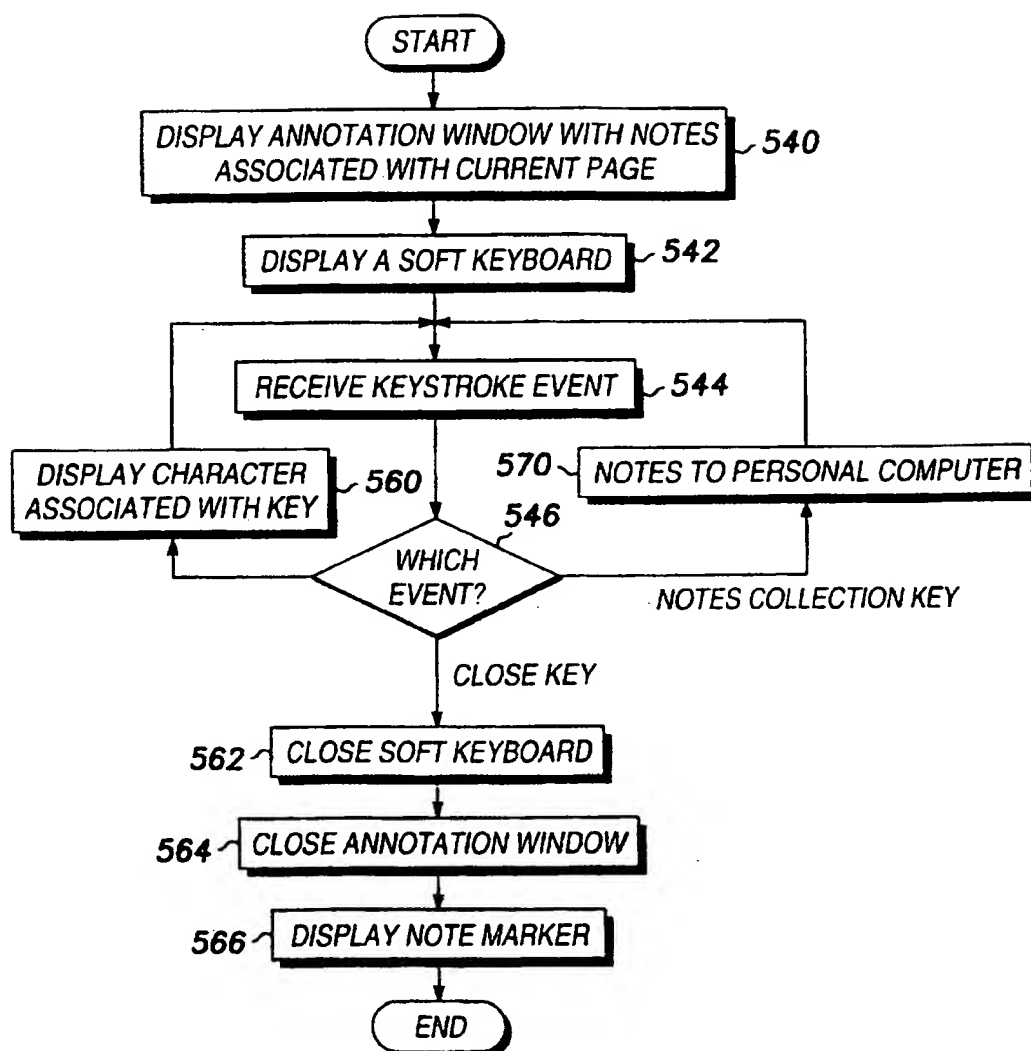 START
DISPLAY ANNOTATION WINDOW WITH NOTES
ASSOCIATED WITH CURRENT PAGE
540
DISPLAY A SOFT KEYBOARD
542
RECEIVE KEYSTROKE EVENT
544
DISPLAY CHARACTER
ASSOCIATED WITH KEY
560
570
NOTES TO PERSONAL COMPUTER
546
WHICH
EVENT?
NOTES COLLECTION KEY
CLOSE KEY
562
CLOSE SOFT KEYBOARD
564
CLOSE ANNOTATION WINDOW
566
DISPLAY NOTE MARKER
END